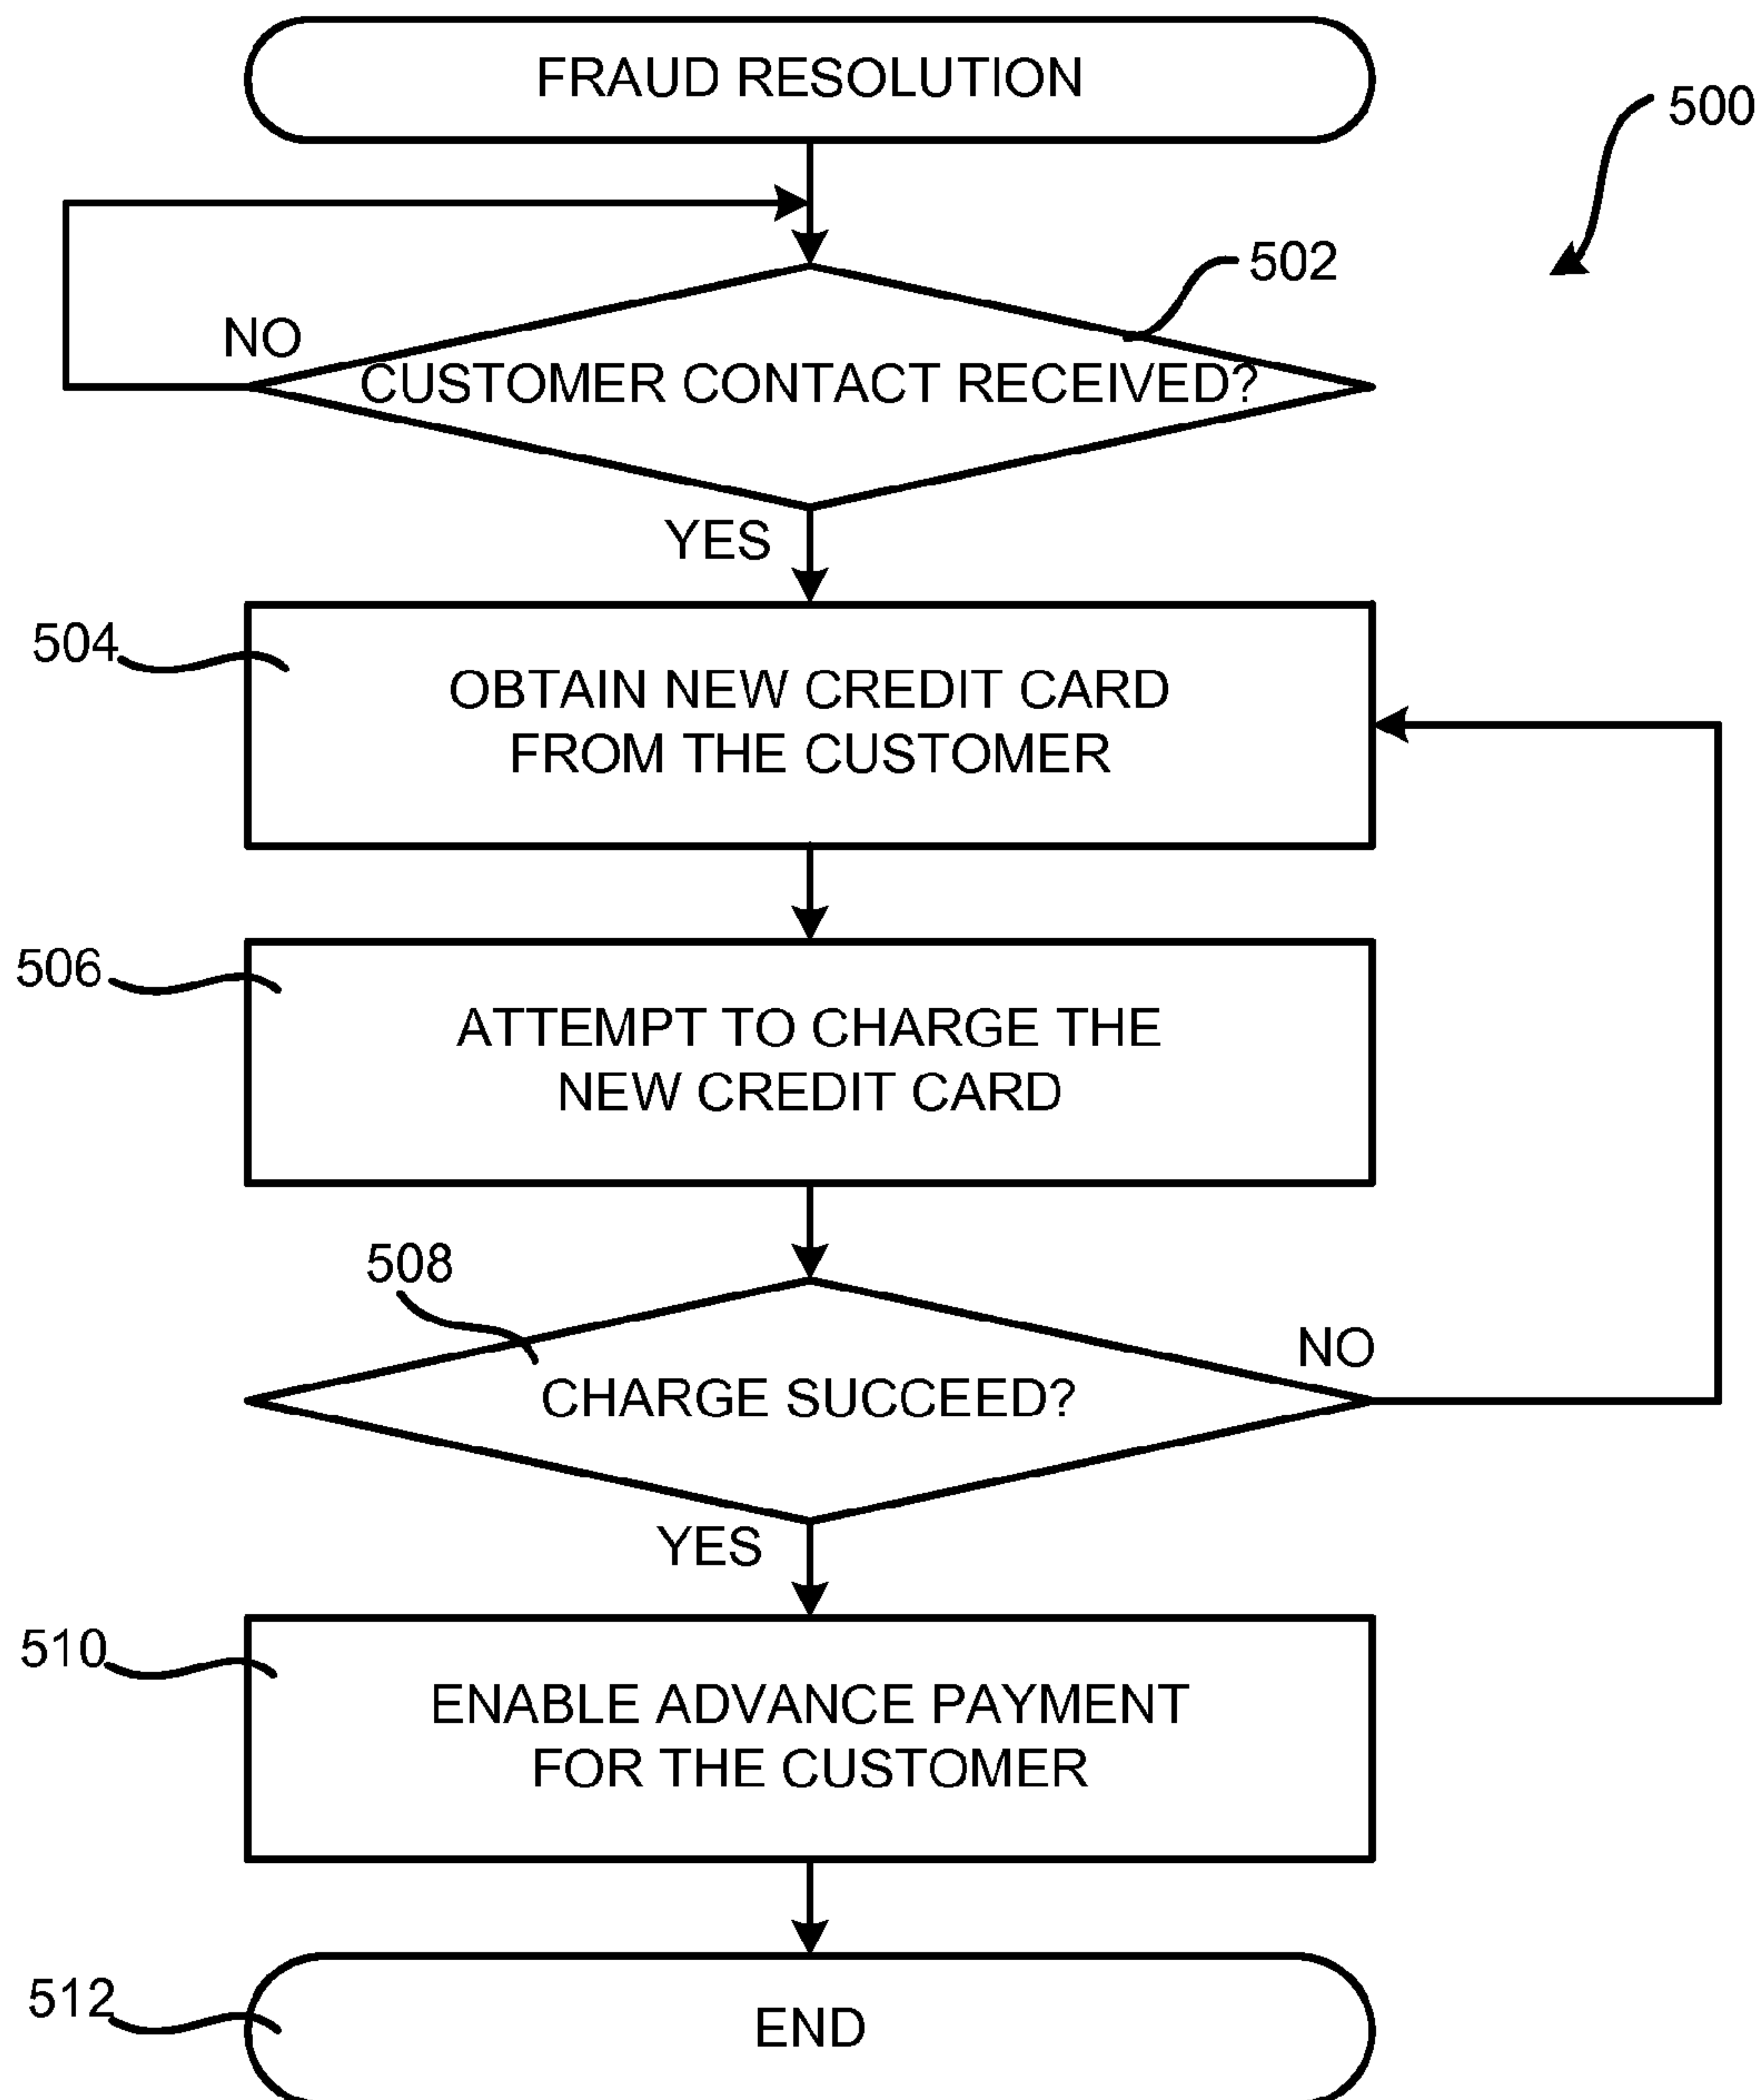 FRAUD RESOLUTION
500
502
NO
CUSTOMER CONTACT RECEIVED?
YES
504
OBTAIN NEW CREDIT CARD
FROM THE CUSTOMER
506
ATTEMPT TO CHARGE THE
NEW CREDIT CARD
508
NO
CHARGE SUCCEED?
YES
510
ENABLE ADVANCE PAYMENT
FOR THE CUSTOMER
512
END